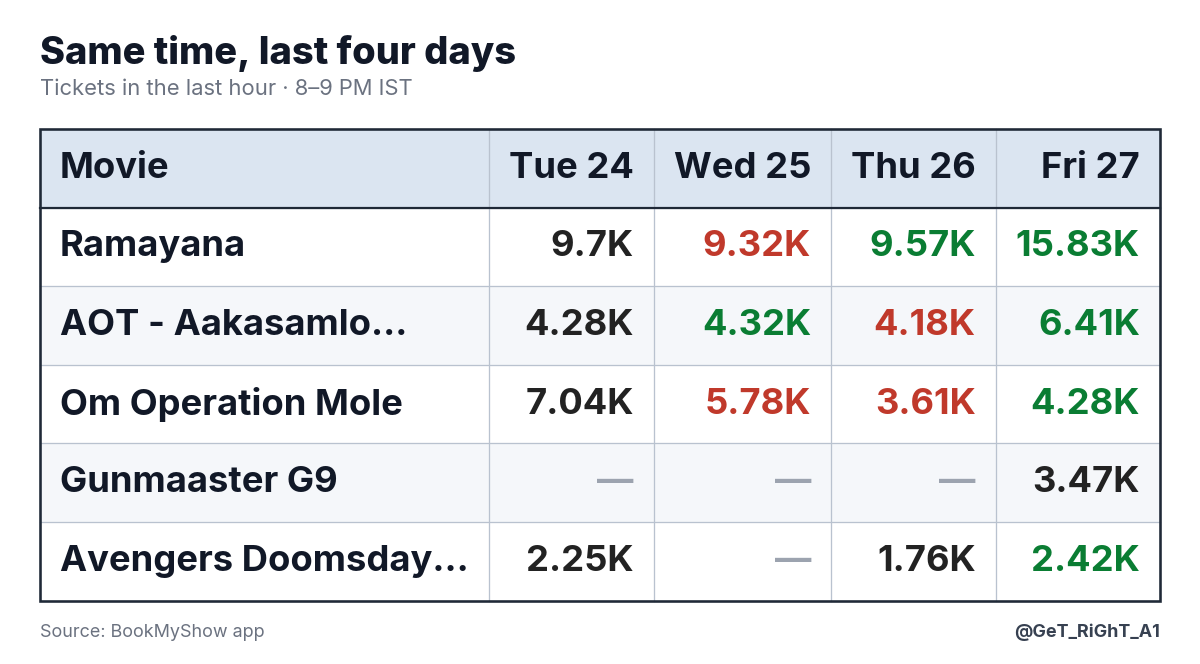 Same time, last four days
Tickets in the last hour · 8–9 PM IST
Movie Tue 24 Wed 25 Thu 26 Fri 27
Ramayana 9.7K 9.32K 9.57K 15.83K
AOT - Aakasamlo... 4.28K 4.32K 4.18K 6.41K
Om Operation Mole 7.04K 5.78K 3.61K 4.28K
Gunmaaster G9 — — — 3.47K
Avengers Doomsday... 2.25K — 1.76K 2.42K
Source: BookMyShow app @GeT_RiGhT_A1